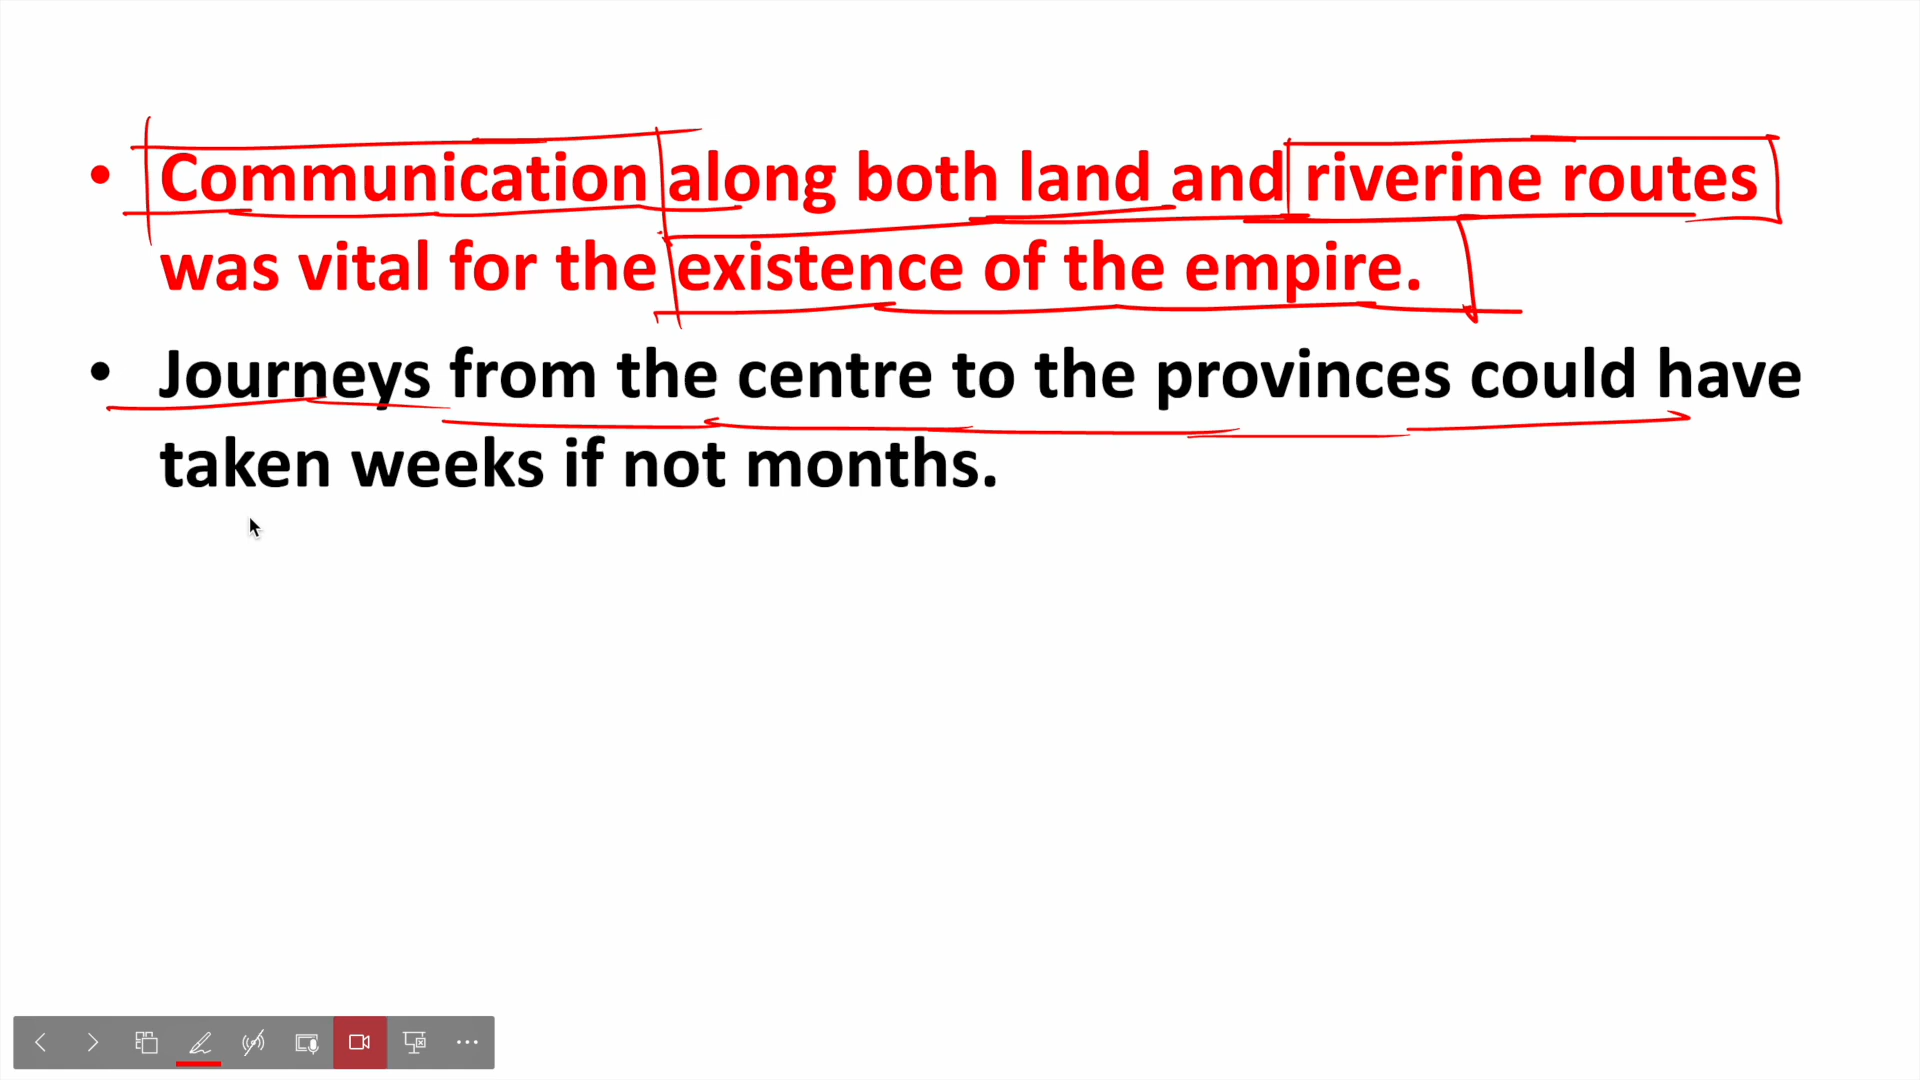 • Communication along both land and riverine routes
was vital for the existence of the empire.
• Journeys from the centre to the provinces could have
taken weeks if not months.